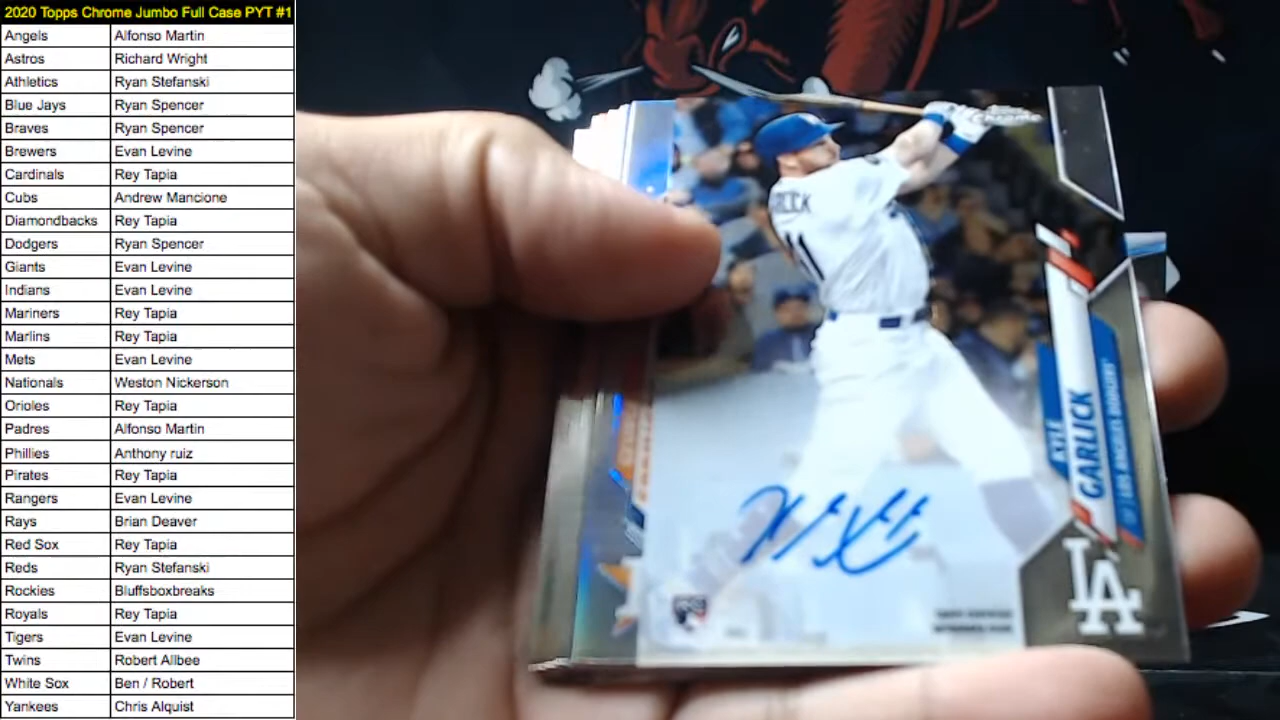 2020 Topps Chrome Jumbo Full Case PYT #1
Angels Alfonso Martin
Astros Richard Wright
Athletics Ryan Stefanski
Blue Jays Ryan Spencer
Braves Ryan Spencer
Brewers Evan Levine
Cardinals Rey Tapia
Cubs Andrew Mancione
Diamondbacks Rey Tapia
Dodgers Ryan Spencer
Giants Evan Levine
Indians Evan Levine
Mariners Rey Tapia
Marlins Rey Tapia
Mets Evan Levine
Nationals Weston Nickerson
Orioles Rey Tapia
Padres Alfonso Martin
Phillies Anthony ruiz
Pirates Rey Tapia
Rangers Evan Levine
Rays Brian Deaver
Red Sox Rey Tapia
Reds Ryan Stefanski
Rockies Bluffsboxbreaks
Royals Rey Tapia
Tigers Evan Levine
Twins Robert Allbee
White Sox Ben / Robert
Yankees Chris Alquist
Chrome
11
KYLE
GARLICK
LOS ANGELES DODGERS
LA